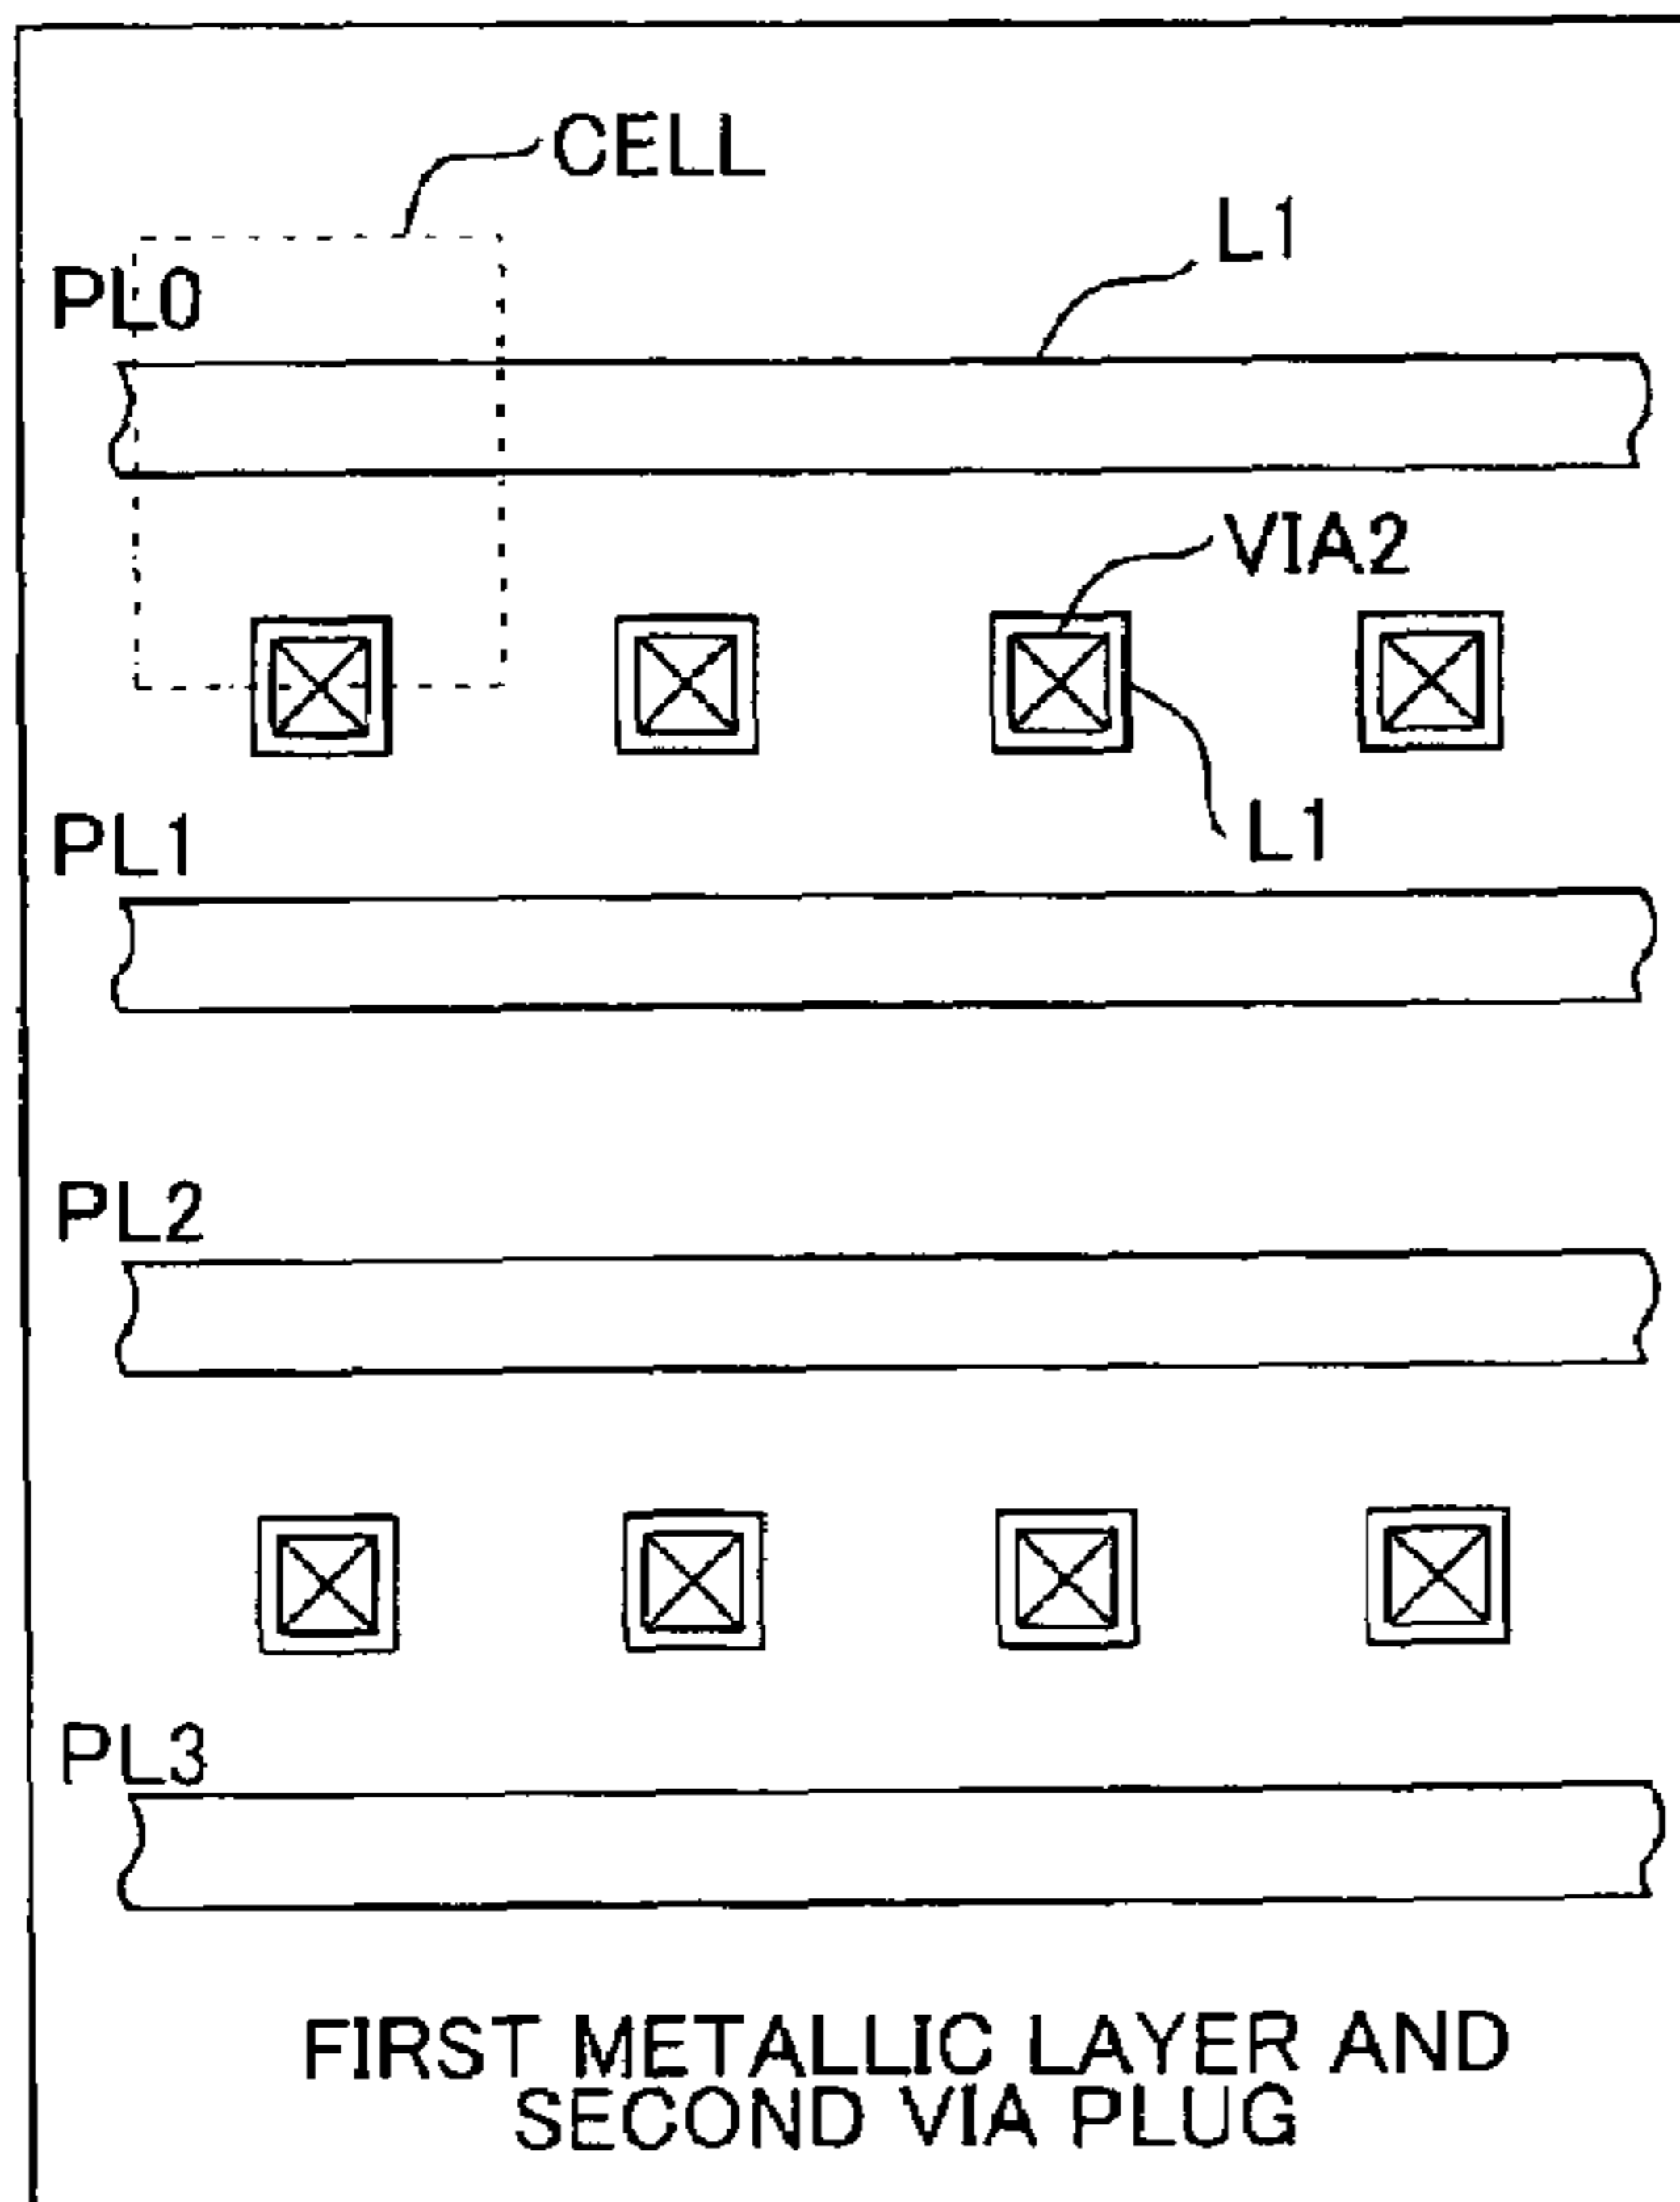 CELL
L1
PL0
VIA2
L1
PL1
PL2
PL3
FIRST METALLIC LAYER AND
SECOND VIA PLUG